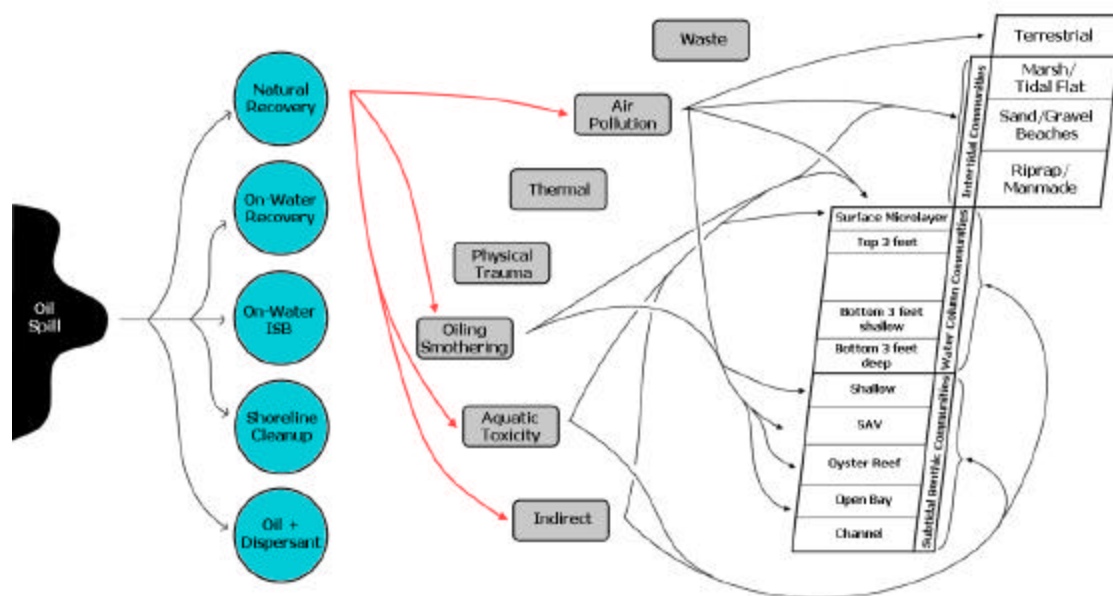 Oil
Spill
Natural
Recovery
On-Water
Recovery
On-Water
ISB
Shoreline
Cleanup
Oil +
Dispersant
Waste
Air
Pollution
Thermal
Physical
Trauma
Oiling
Smothering
Aquatic
Toxicity
Indirect
Terrestrial
Marsh/
Tidal Flat
Sand/Gravel
Beaches
Riprap/
Manmade
Intertidal Communities
Surface Microlayer
Top 3 feet
Bottom 3 feet
shallow
Bottom 3 feet
deep
Water Column Communities
Shallow
SAV
Oyster Reef
Open Bay
Channel
Subtidal Benthic Communities